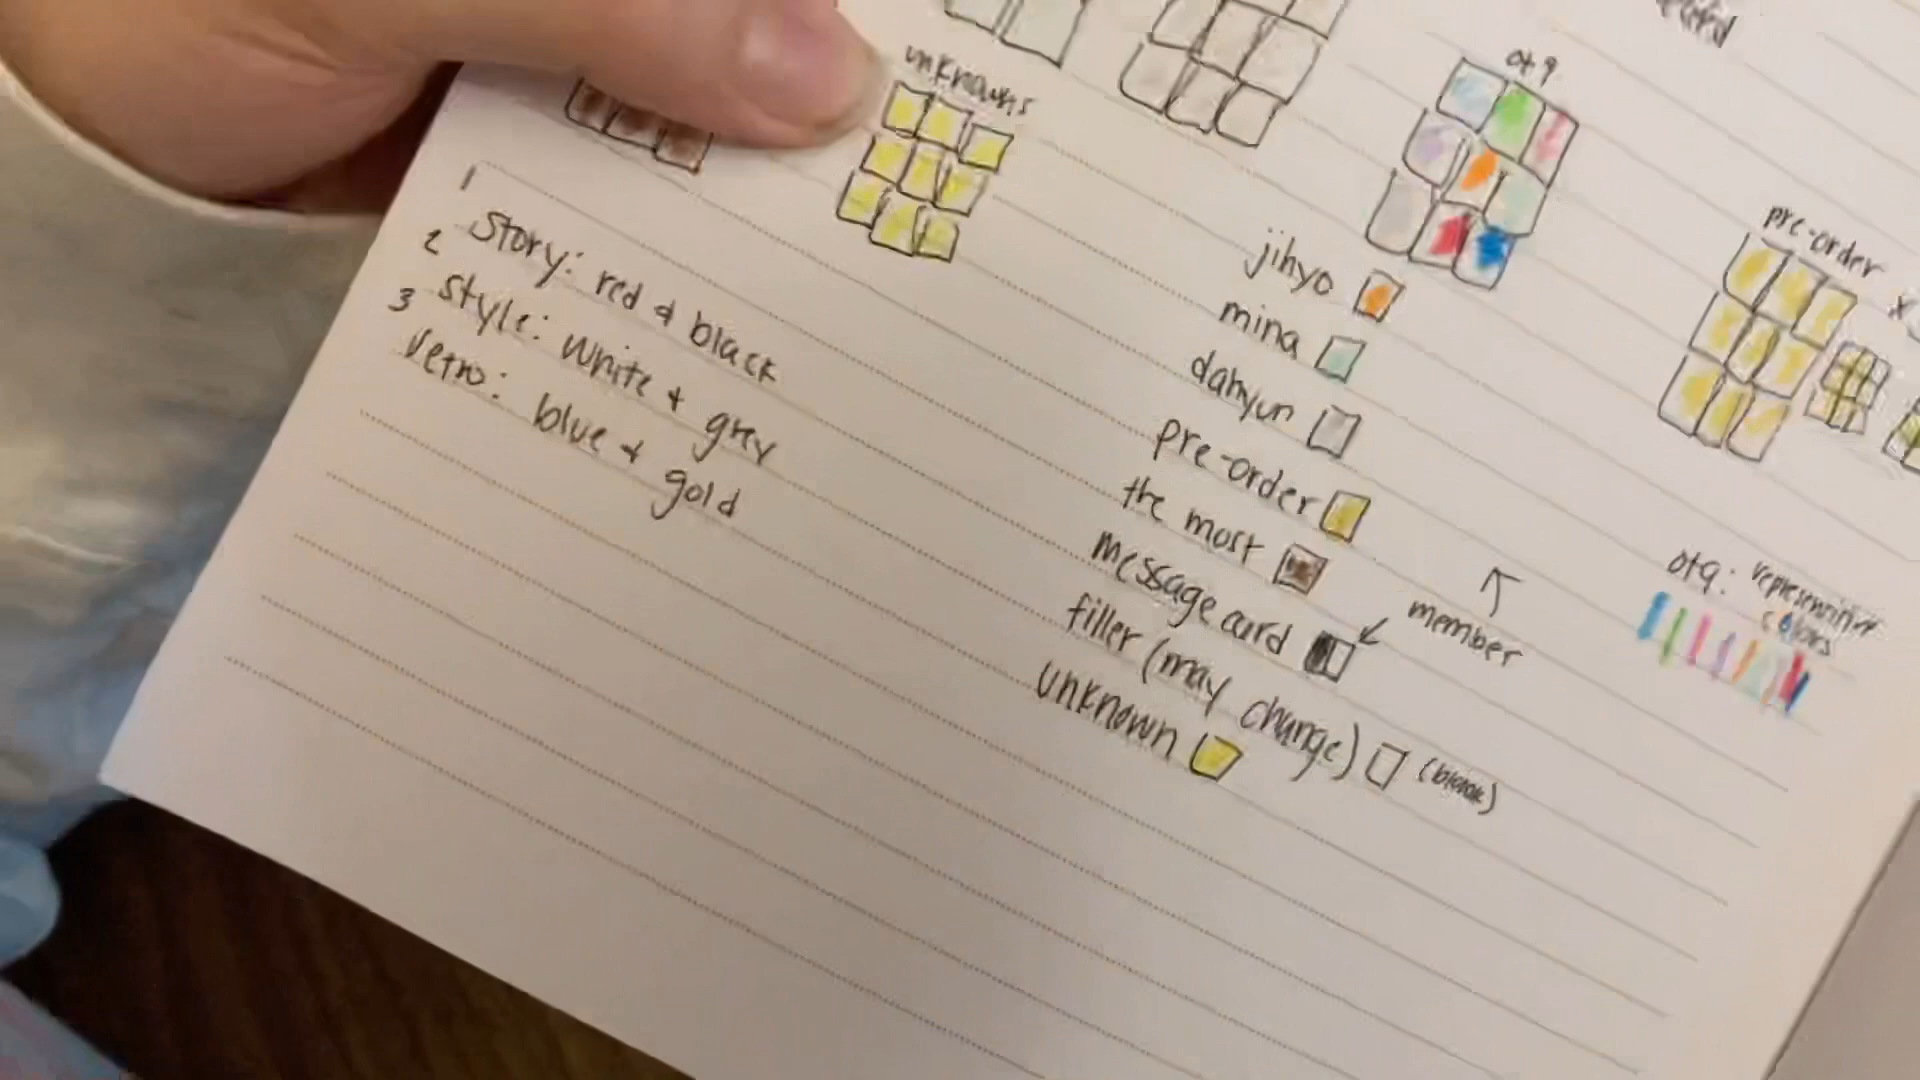 unknowns
ot9
pre-order
x
1
Story: red & black
2
style: white & grey
3
retro: blue & gold
jihyo
mina
dahyun
pre-order
the most
message card
filler (may change) (blank)
unknown
member
ot9: representative
colors